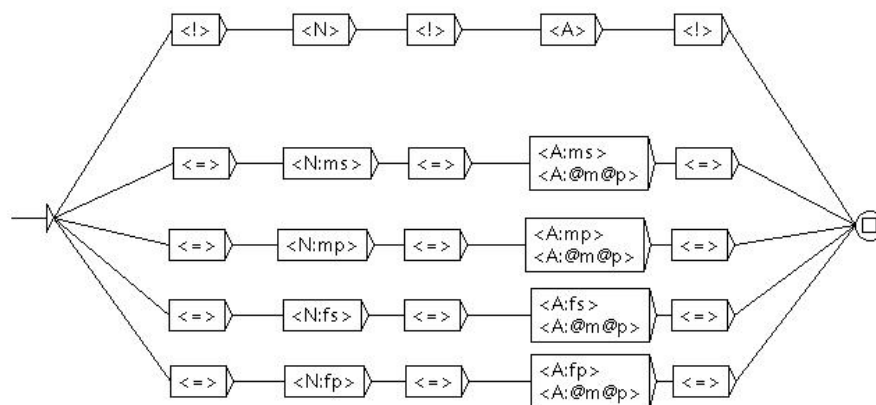 <!> <N> <!> <A> <!>
<=> <N:ms> <=> <A:ms> <=>
<A:@m@p>
<=> <N:mp> <=> <A:mp> <=>
<A:@m@p>
<=> <N:fs> <=> <A:fs> <=>
<A:@m@p>
<=> <N:fp> <=> <A:fp> <=>
<A:@m@p>